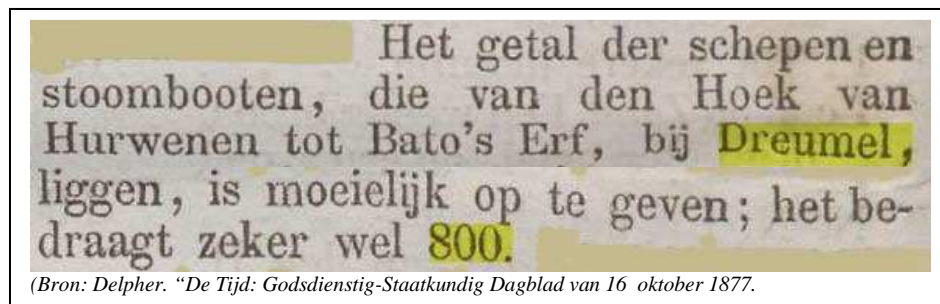 Het getal der schepen en
stoombooten, die van den Hoek van
Hurwenen tot Bato's Erf, bij Dreumel,
liggen, is moeielijk op te geven; het be-
draagt zeker wel 800.
(Bron: Delpher. “De Tijd: Godsdienstig-Staatkundig Dagblad van 16 oktober 1877.